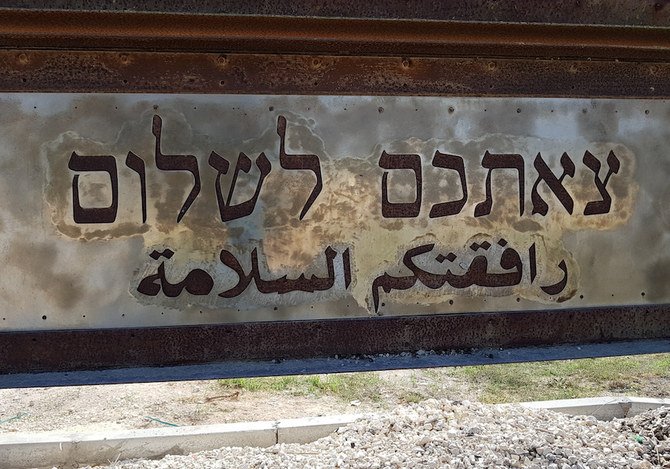 צאתכם לשלום
رافقتكم السلامة